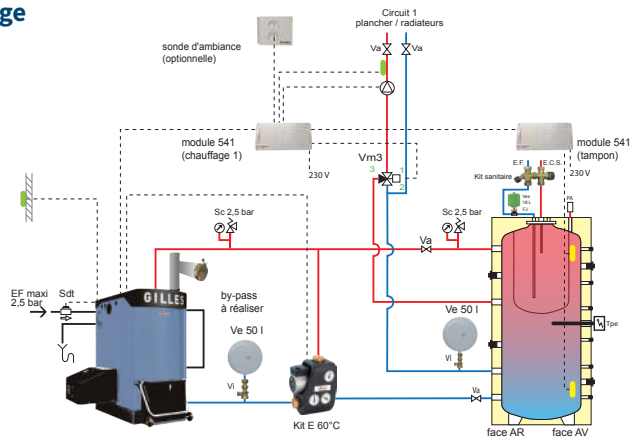 ge
Circuit 1
plancher / radiateurs
Va
Va
sonde d'ambiance
(optionnelle)
module 541
(chauffage 1)
230 V
Vm3
3
1
2
module 541
(tampon)
230 V
E.F.
E.C.S.
Kit sanitaire
Ves
18 L
PA
Sc 2,5 bar
Sc 2,5 bar
Va
EF maxi
2,5 bar
Sdt
GILLES
by-pass
à réaliser
Ve 50 l
Vi
Kit E 60°C
Ve 50 l
Vi
Va
Tpe
face AR
face AV